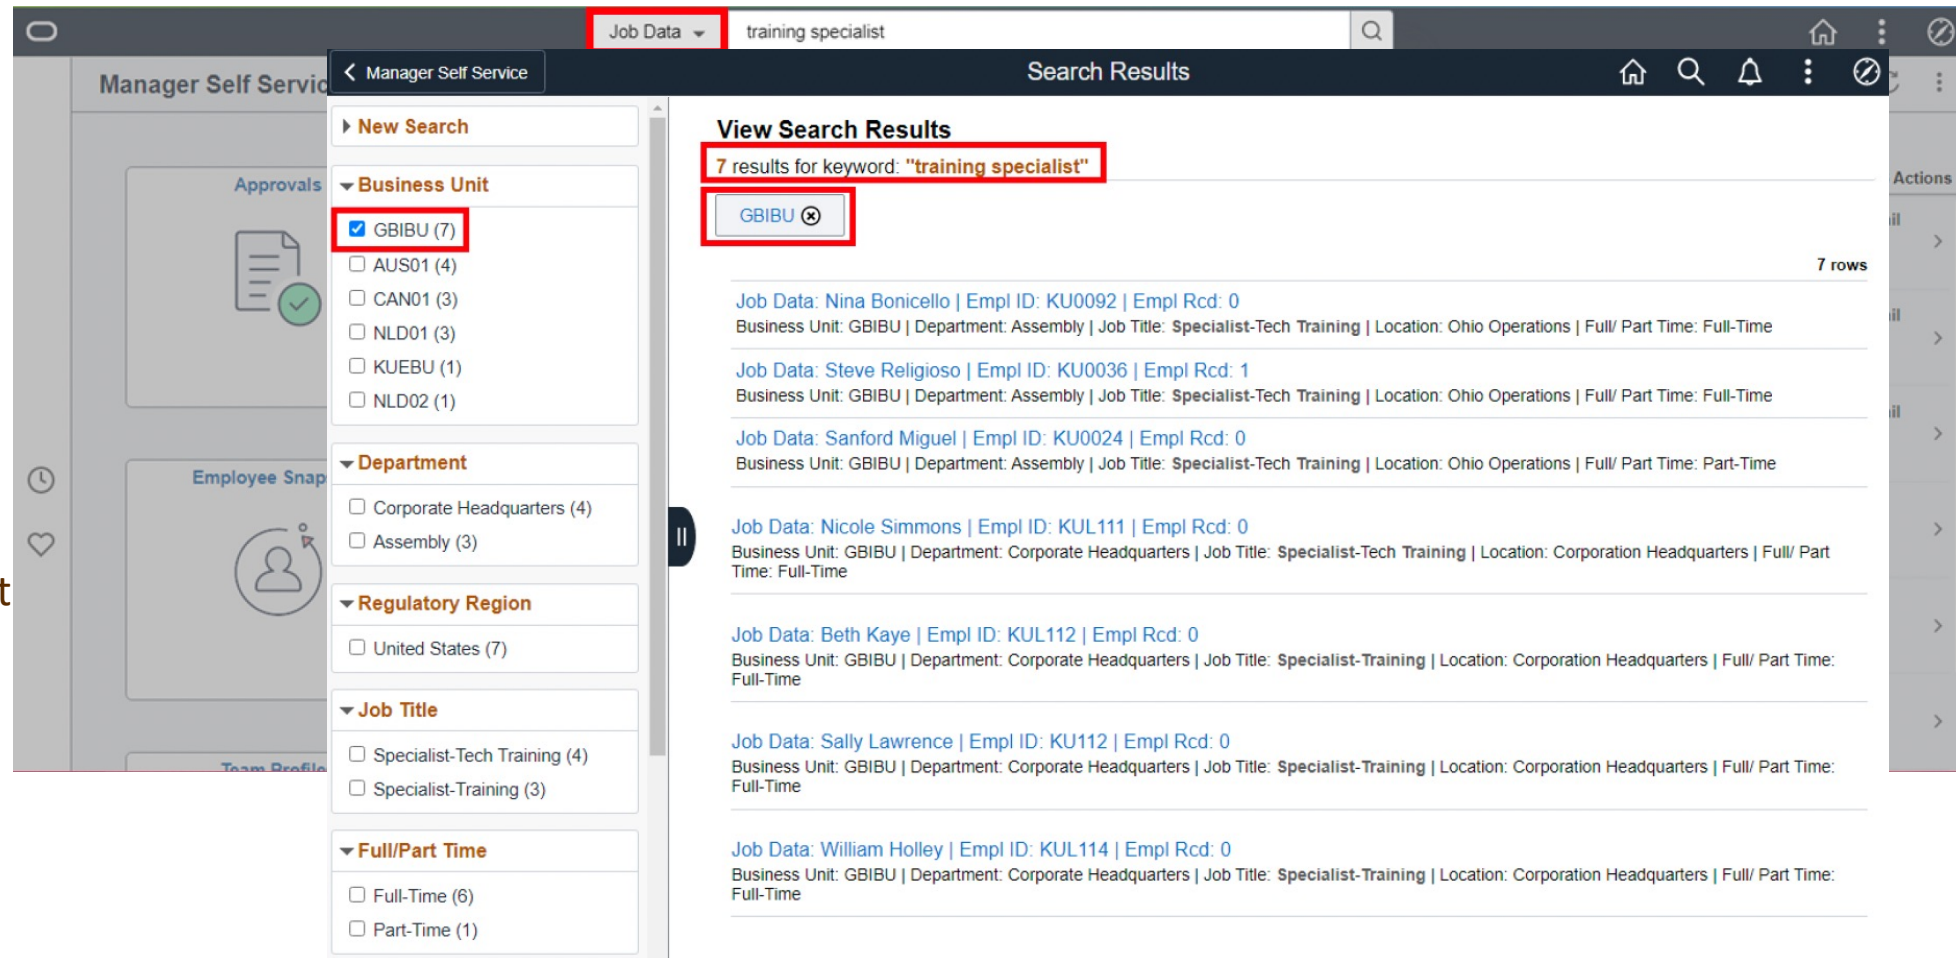 Job Data
training specialist
Manager Self Servic
Manager Self Service
Search Results
New Search
View Search Results
7 results for keyword: "training specialist"
Approvals
Business Unit
Actions
GBIBU (7)
GBIBU
AUS01 (4)
7 rows
CAN01 (3)
NLD01 (3)
KUEBU (1)
NLD02 (1)
Job Data: Nina Bonicello | Empl ID: KU0092 | Empl Rcd: 0
Business Unit: GBIBU | Department: Assembly | Job Title: Specialist-Tech Training | Location: Ohio Operations | Full/ Part Time: Full-Time
Job Data: Steve Religioso | Empl ID: KU0036 | Empl Rcd: 1
Business Unit: GBIBU | Department: Assembly | Job Title: Specialist-Tech Training | Location: Ohio Operations | Full/ Part Time: Full-Time
Job Data: Sanford Miguel | Empl ID: KU0024 | Empl Rcd: 0
Business Unit: GBIBU | Department: Assembly | Job Title: Specialist-Tech Training | Location: Ohio Operations | Full/ Part Time: Part-Time
Department
Employee Snap
Corporate Headquarters (4)
Assembly (3)
Job Data: Nicole Simmons | Empl ID: KUL111 | Empl Rcd: 0
Business Unit: GBIBU | Department: Corporate Headquarters | Job Title: Specialist-Tech Training | Location: Corporation Headquarters | Full/ Part
Time: Full-Time
t
Regulatory Region
United States (7)
Job Data: Beth Kaye | Empl ID: KUL112 | Empl Rcd: 0
Business Unit: GBIBU | Department: Corporate Headquarters | Job Title: Specialist-Training | Location: Corporation Headquarters | Full/ Part Time:
Full-Time
Job Title
Specialist-Tech Training (4)
Specialist-Training (3)
Team Profile
Job Data: Sally Lawrence | Empl ID: KU112 | Empl Rcd: 0
Business Unit: GBIBU | Department: Corporate Headquarters | Job Title: Specialist-Training | Location: Corporation Headquarters | Full/ Part Time:
Full-Time
Full/Part Time
Full-Time (6)
Part-Time (1)
Job Data: William Holley | Empl ID: KUL114 | Empl Rcd: 0
Business Unit: GBIBU | Department: Corporate Headquarters | Job Title: Specialist-Training | Location: Corporation Headquarters | Full/ Part Time:
Full-Time